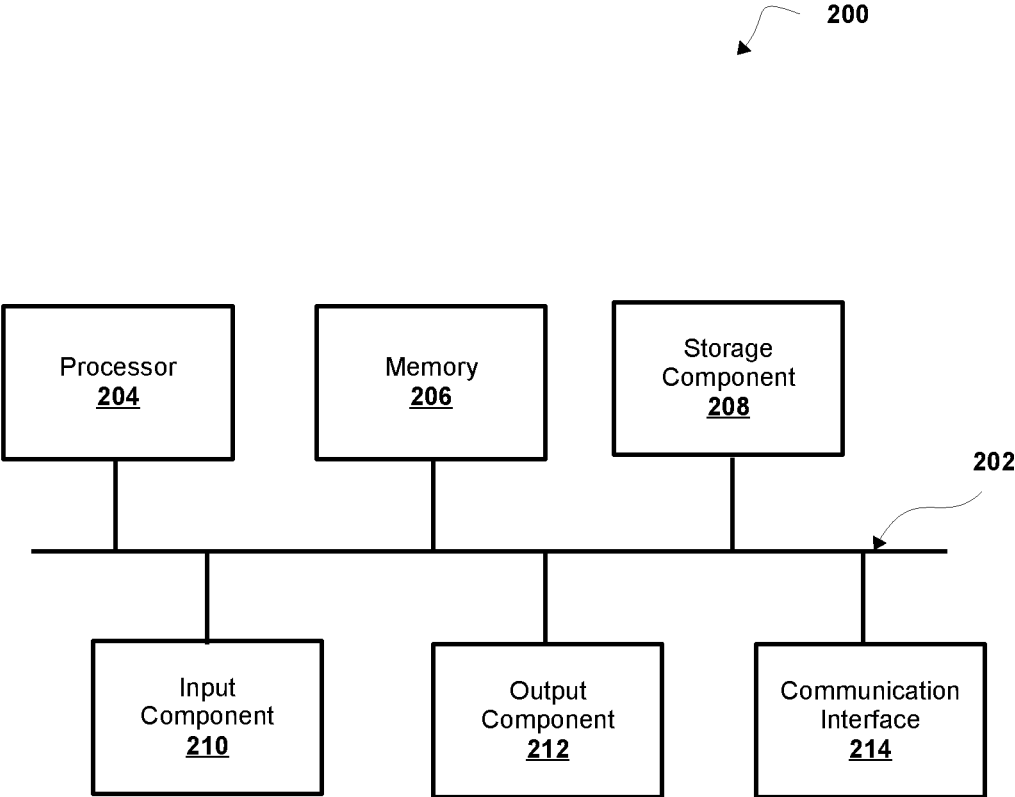 200
Processor
204
Memory
206
Storage
Component
208
202
Input
Component
210
Output
Component
212
Communication
Interface
214